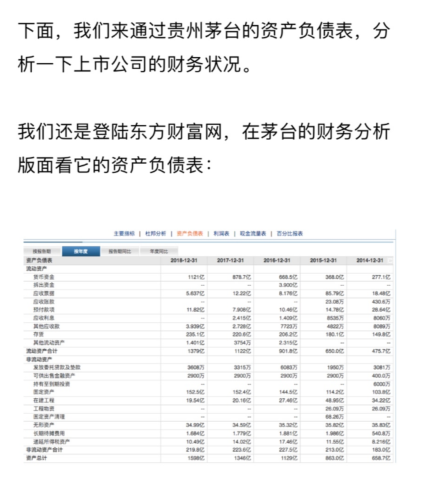 下面，我们来通过贵州茅台的资产负债表，分
析一下上市公司的财务状况。
我们还是登陆东方财富网，在茅台的财务分析
版面看它的资产负债表：
主要指标 | 杜邦分析 | 资产负债表 | 利润表 | 现金流量表 | 百分比报表
按报告期 按年度 报告期同比 年度同比
资产负债表 2018-12-31 2017-12-31 2016-12-31 2015-12-31 2014-12-31
流动资产
货币资金 1121亿 878.7亿 668.6亿 368.0亿 277.1亿
拆出资金 -- -- 3.900亿 -- --
应收票据 5.637亿 12.22亿 8.176亿 85.79亿 18.48亿
应收账款 -- -- -- 23.08万 430.6万
预付款项 11.82亿 7.908亿 10.46亿 14.78亿 28.64亿
应收利息 -- 2.415亿 1.409亿 8535万 8060万
其他应收款 3.939亿 2.728亿 7723万 4822万 8089万
存货 235.1亿 220.6亿 206.2亿 180.1亿 149.8亿
其他流动资产 1.401亿 3754万 2.315亿 -- --
流动资产合计 1379亿 1122亿 901.8亿 650.0亿 475.7亿
非流动资产
发放委托贷款及垫款 3608万 3315万 6083万 1950万 3081万
可供出售金融资产 2900万 2900万 2900万 2900万 400.0万
持有至到期投资 -- -- -- -- 6000万
固定资产 152.5亿 152.4亿 144.5亿 114.2亿 103.8亿
在建工程 19.54亿 20.16亿 27.46亿 48.95亿 34.22亿
工程物资 -- -- -- 26.09万 26.09万
固定资产清理 -- -- -- 68.26万 --
无形资产 34.99亿 34.59亿 35.32亿 35.82亿 35.83亿
长期待摊费用 1.684亿 1.779亿 1.881亿 1.986亿 540.8万
递延所得税资产 10.49亿 14.02亿 17.46亿 11.55亿 8.216亿
非流动资产合计 219.8亿 223.6亿 227.5亿 213.0亿 183.0亿
资产总计 1598亿 1346亿 1129亿 863.0亿 658.7亿